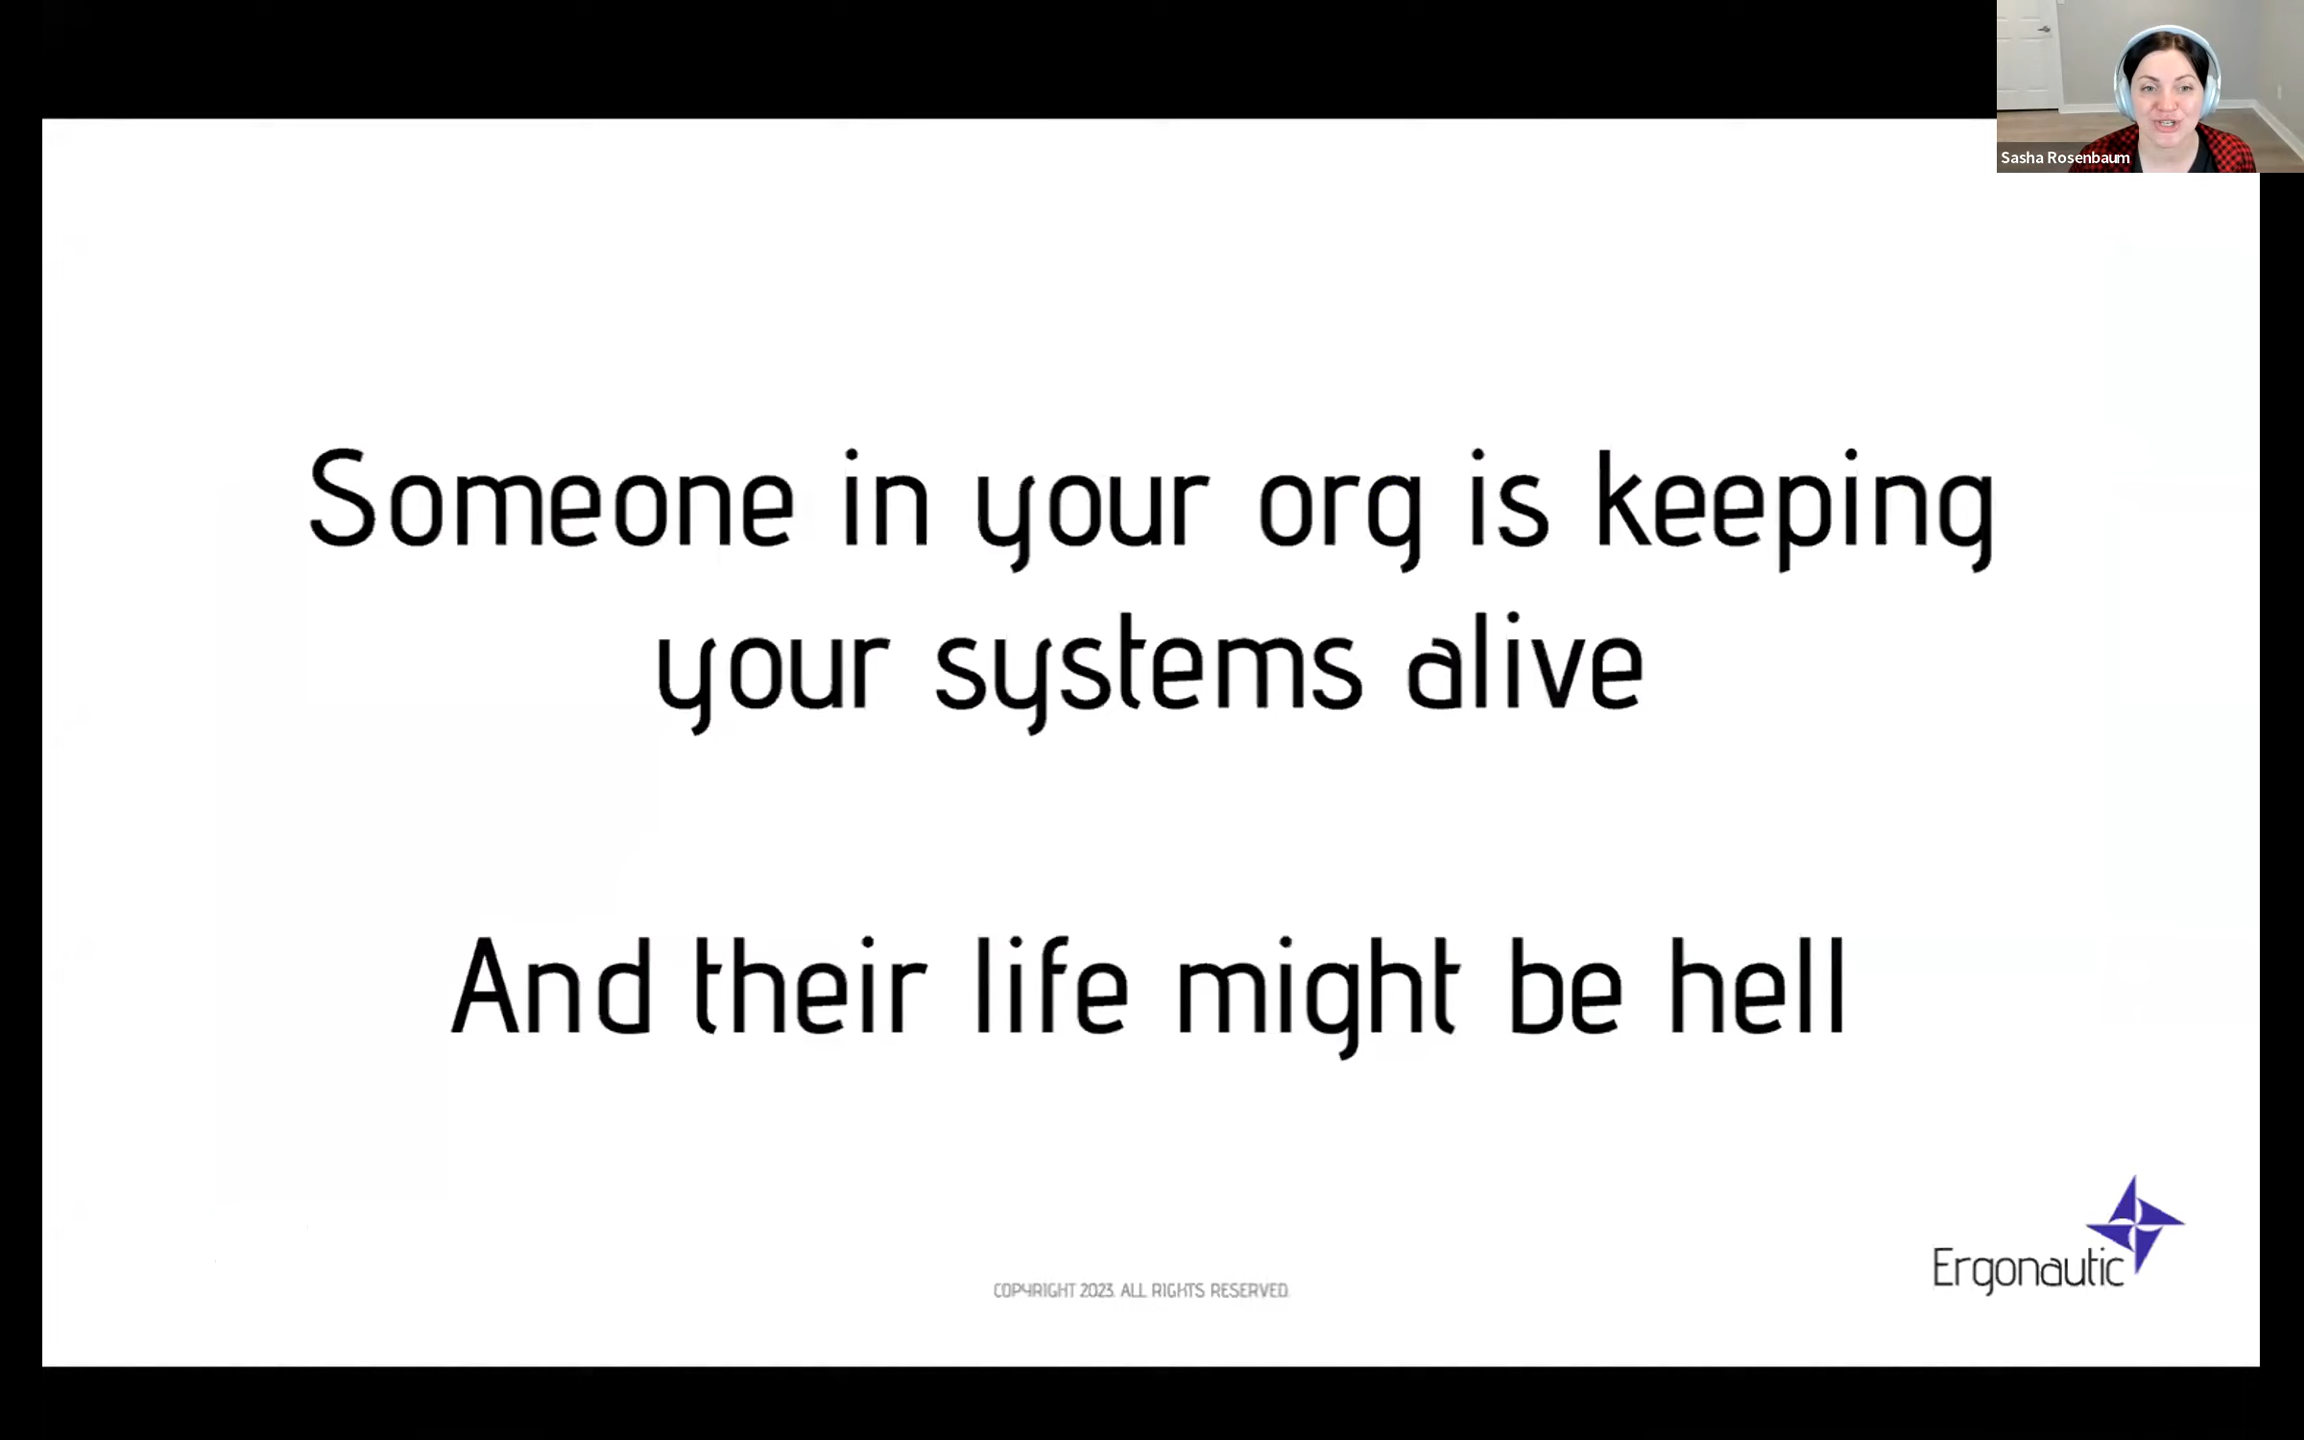 Sasha Rosenbaum
Someone in your org is keeping
your systems alive
And their life might be hell
COPYRIGHT 2023. ALL RIGHTS RESERVED.
Ergonautic